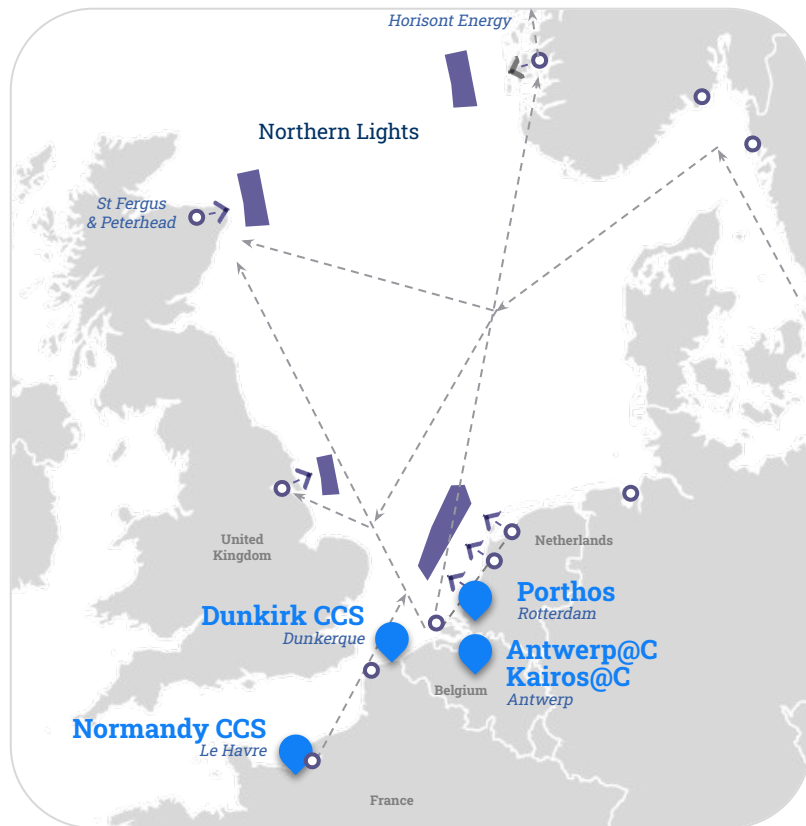 Horisont Energy
Northern Lights
St Fergus
& Peterhead
United
Kingdom
Netherlands
Porthos
Rotterdam
Dunkirk CCS
Dunkerque
Antwerp@C
Kairos@C
Antwerp
Belgium
Normandy CCS
Le Havre
France